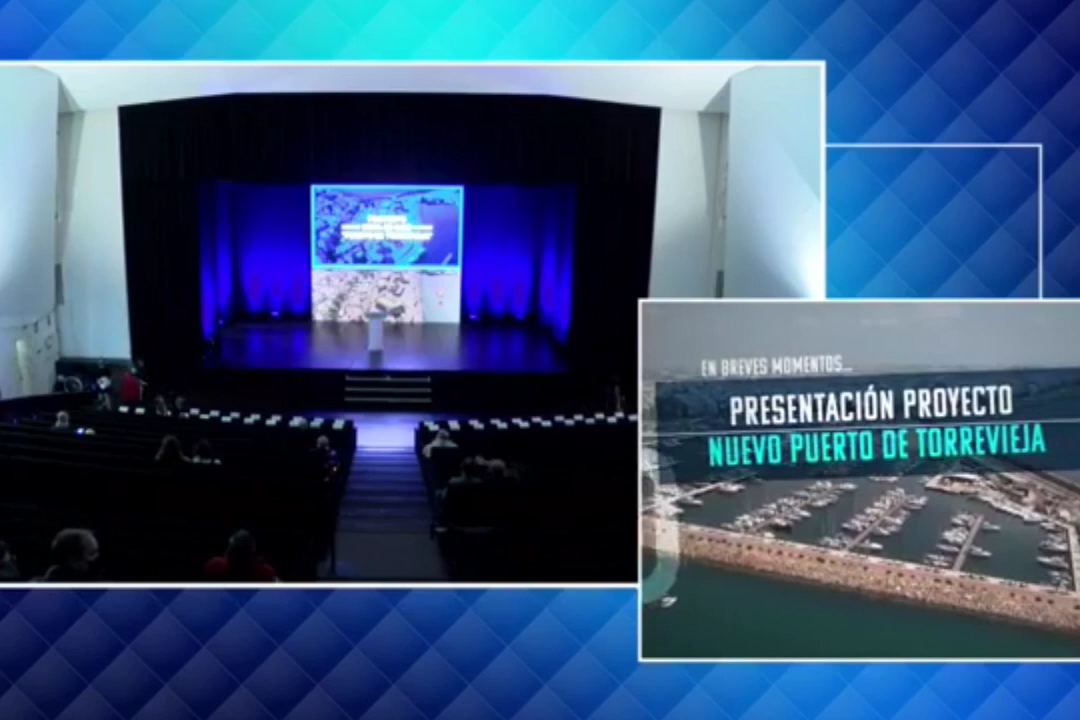 EN BREVES MOMENTOS...
PRESENTACIÓN PROYECTO
NUEVO PUERTO DE TORREVIEJA